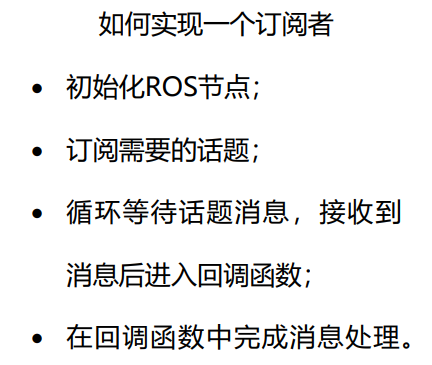 如何实现一个订阅者
• 初始化ROS节点；
• 订阅需要的话题；
• 循环等待话题消息，接收到
消息后进入回调函数；
• 在回调函数中完成消息处理。